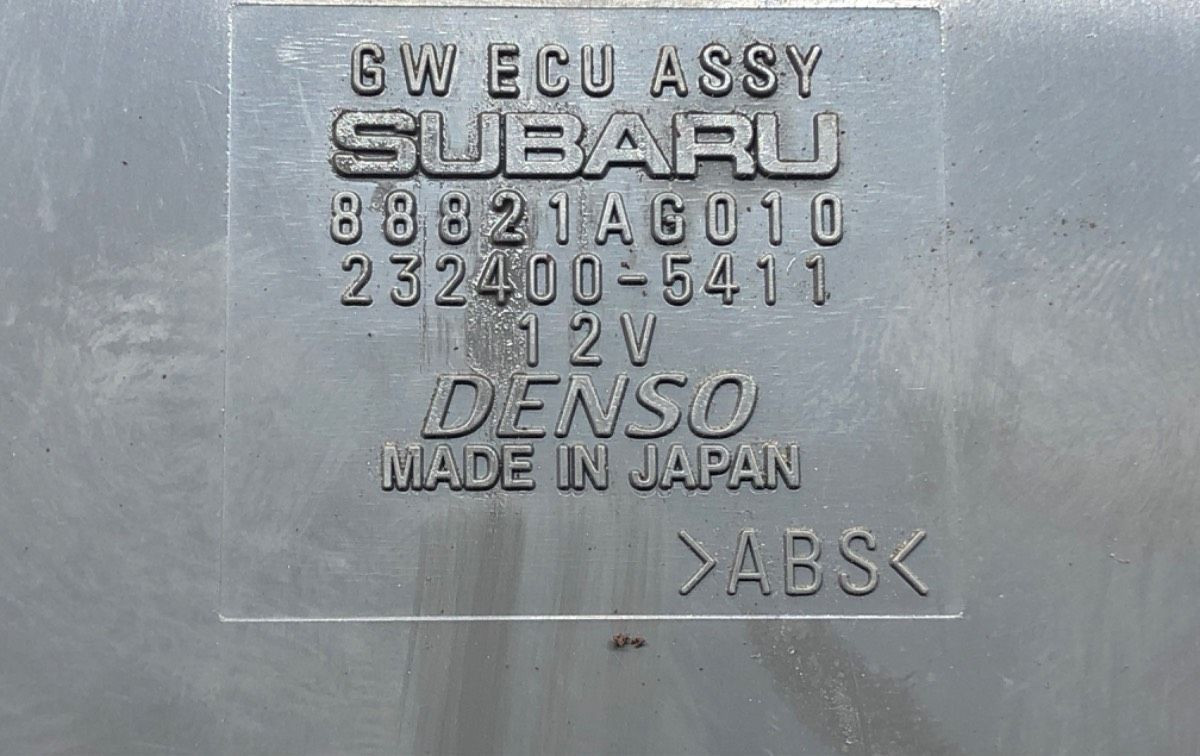 GW ECU ASSY
SUBARU
88821AG010
232400-5411
12V
DENSO
MADE IN JAPAN
>ABS<